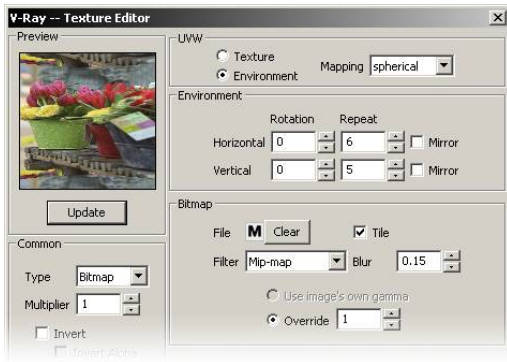 V-Ray -- Texture Editor
Preview
Update
Common
Type Bitmap
Multiplier 1
Invert
Invert Alpha
UVW
Texture
Environment
Mapping spherical
Environment
Rotation Repeat
Horizontal 0 6 Mirror
Vertical 0 5 Mirror
Bitmap
File M Clear Tile
Filter Mip-map Blur 0.15
Use image's own gamma
Override 1